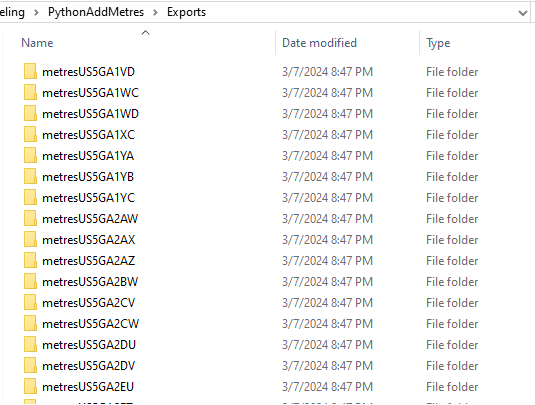 eling > PythonAddMetres > Exports
Name Date modified Type
metresUS5GA1VD 3/7/2024 8:47 PM File folder
metresUS5GA1WC 3/7/2024 8:47 PM File folder
metresUS5GA1WD 3/7/2024 8:47 PM File folder
metresUS5GA1XC 3/7/2024 8:47 PM File folder
metresUS5GA1YA 3/7/2024 8:47 PM File folder
metresUS5GA1YB 3/7/2024 8:47 PM File folder
metresUS5GA1YC 3/7/2024 8:47 PM File folder
metresUS5GA2AW 3/7/2024 8:47 PM File folder
metresUS5GA2AX 3/7/2024 8:47 PM File folder
metresUS5GA2AZ 3/7/2024 8:47 PM File folder
metresUS5GA2BW 3/7/2024 8:47 PM File folder
metresUS5GA2CV 3/7/2024 8:47 PM File folder
metresUS5GA2CW 3/7/2024 8:47 PM File folder
metresUS5GA2DU 3/7/2024 8:47 PM File folder
metresUS5GA2DV 3/7/2024 8:47 PM File folder
metresUS5GA2EU 3/7/2024 8:47 PM File folder